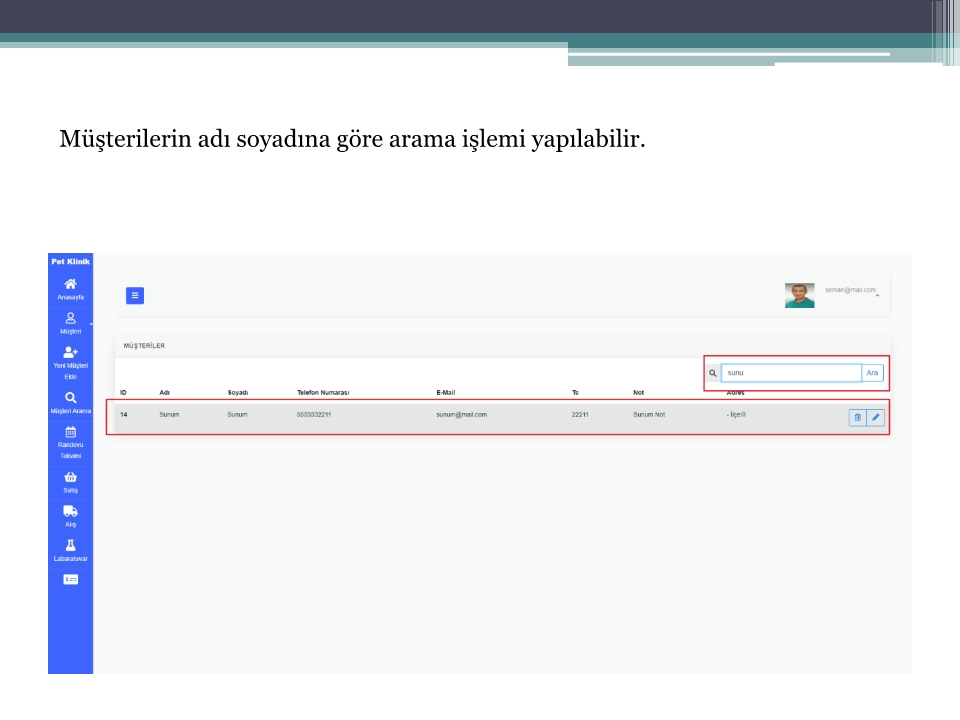 Müşterilerin adı soyadına göre arama işlemi yapılabilir.
Pet Klinik
Anasayfa
Müşteri
Yeni Müşteri
Ekle
Müşteri Arama
Randevu
Takvimi
Satış
Alış
Labaratuvar
servan@mail.com
MÜŞTERİLER
sunu
Ara
ID Adı Soyadı Telefon Numarası E-Mail Tc Not Adres
14 Sunum Sunum 5553332211 sunum@mail.com 22211 Sunum Not - İlçe/İl